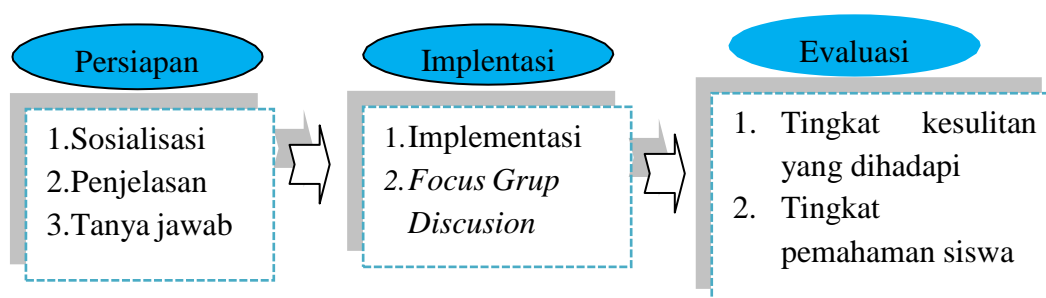 Persiapan
1.Sosialisasi
2.Penjelasan
3.Tanya jawab
Implentasi
1.Implementasi
2.Focus Grup
Discusion
Evaluasi
1. Tingkat kesulitan
yang dihadapi
2. Tingkat
pemahaman siswa